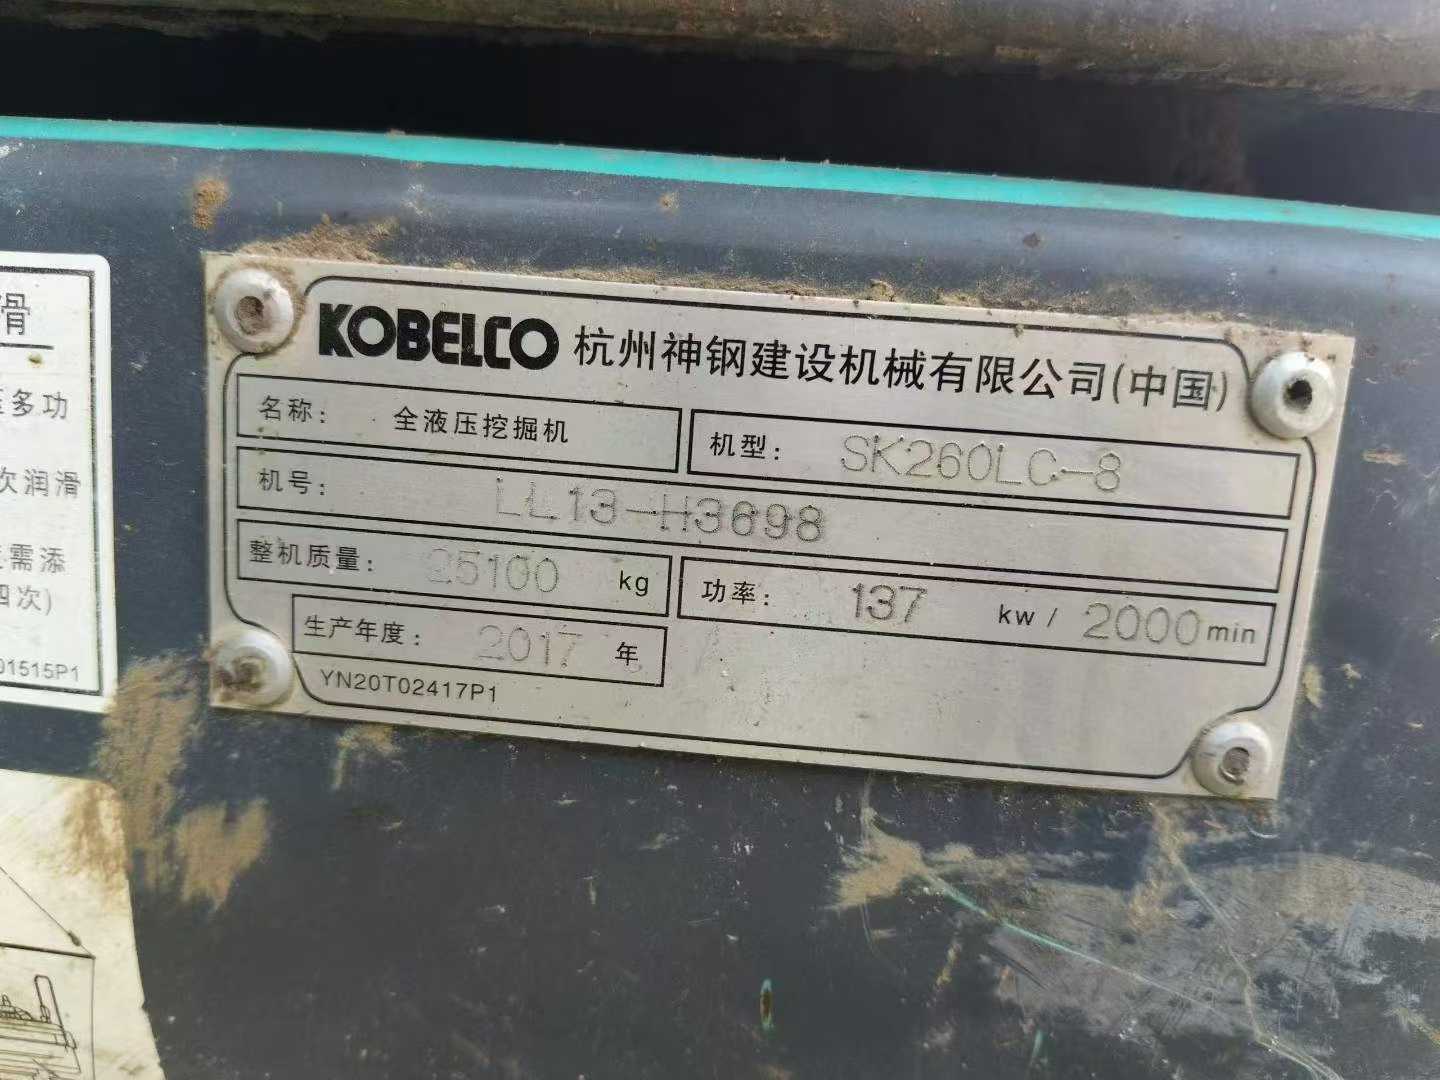 KOBELCO 杭州神钢建设机械有限公司(中国)
名称: 全液压挖掘机
机型: SK260LC-8
机号: LL13-H3698
整机质量: 25100 kg
功率: 137 kw / 2000 min
生产年度: 2017 年
YN20T02417P1
滑
多功
次润滑
需添
四次)
01515P1